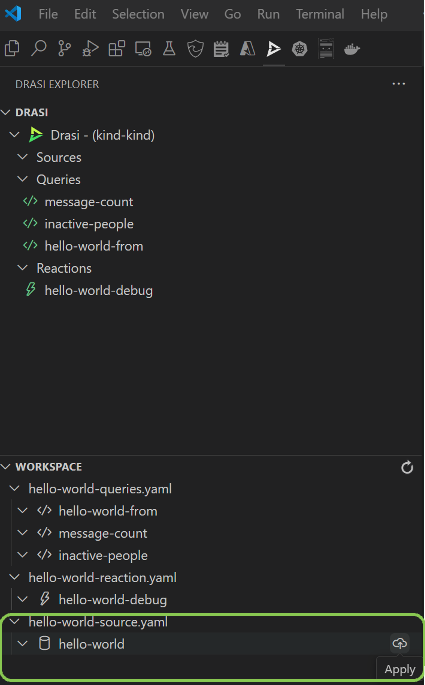 File Edit Selection View Go Run Terminal Help
DRASI EXPLORER
DRASI
Drasi - (kind-kind)
Sources
Queries
message-count
inactive-people
hello-world-from
Reactions
hello-world-debug
WORKSPACE
hello-world-queries.yaml
hello-world-from
message-count
inactive-people
hello-world-reaction.yaml
hello-world-debug
hello-world-source.yaml
hello-world
Apply